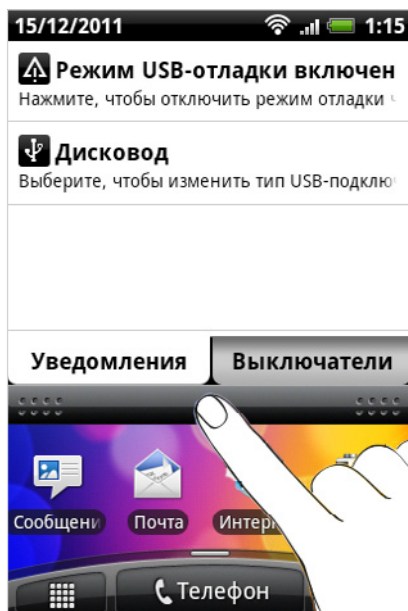 15/12/2011 1:15
Режим USB-отладки включен
Нажмите, чтобы отключить режим отладки
Дисковод
Выберите, чтобы изменить тип USB-подклю
Уведомления Выключатели
Сообщени Почта Интерн
Телефон